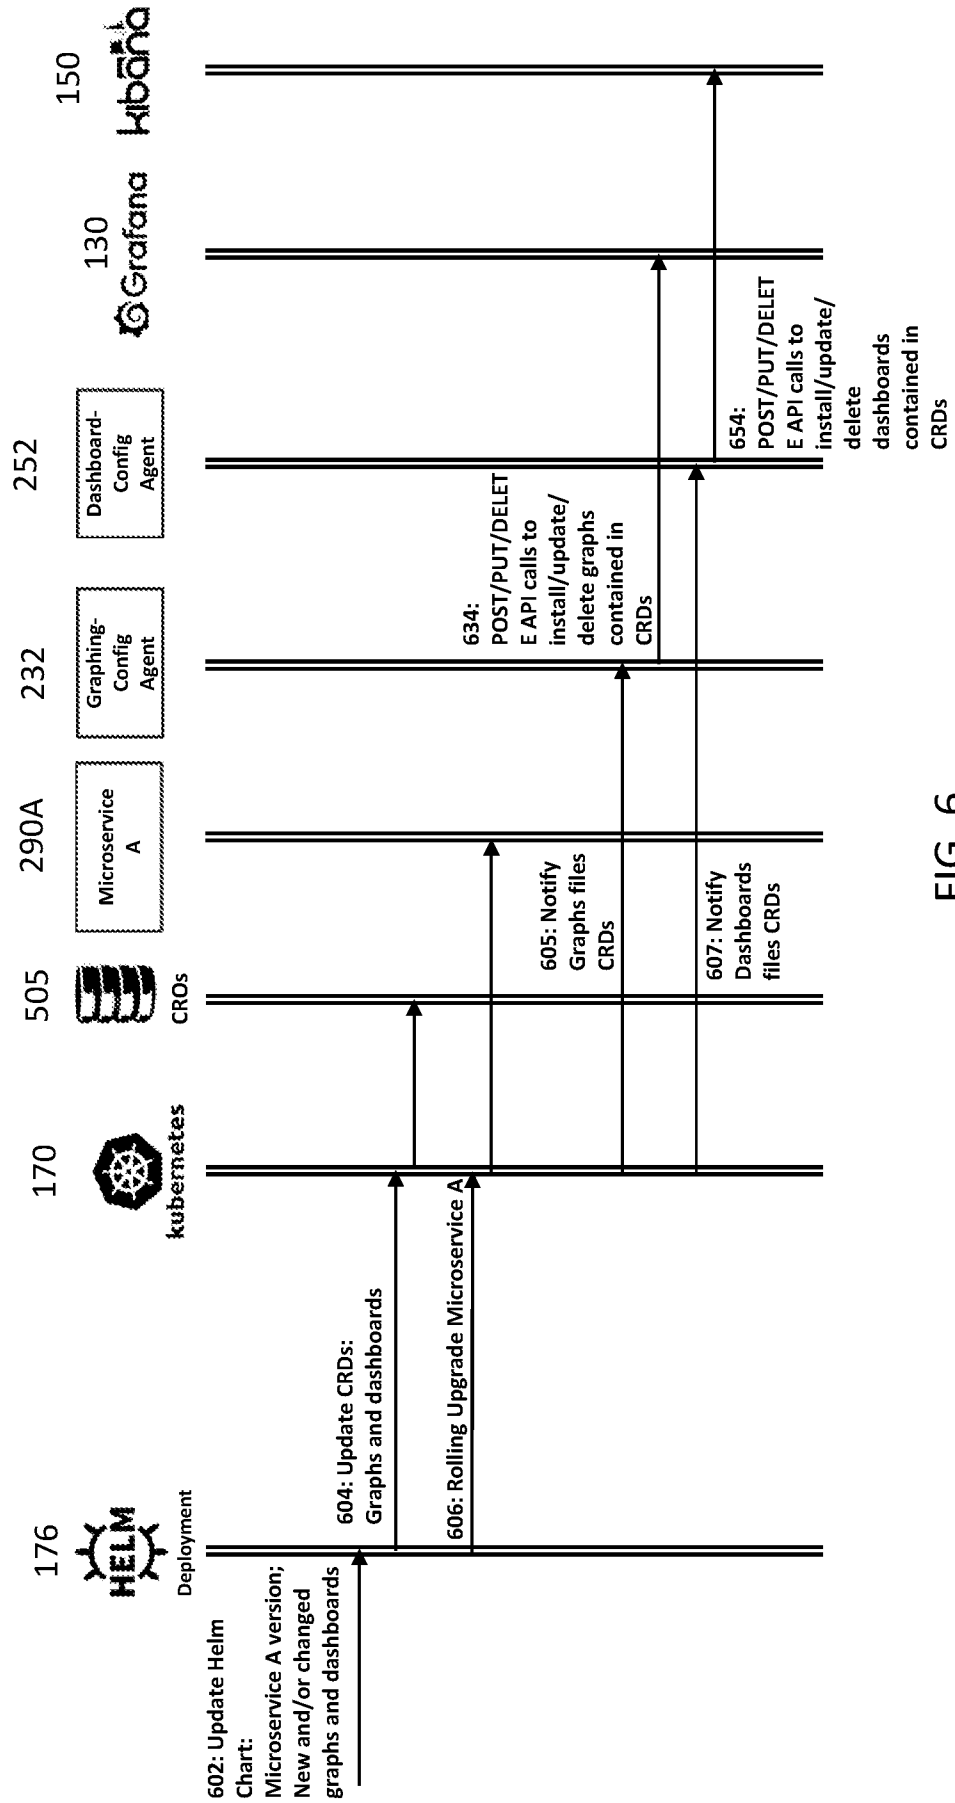 176
HELM
Deployment
170
kubernetes
505
CROs
290A
Microservice
A
232
Graphing-
Config
Agent
252
Dashboard-
Config
Agent
130
Grafana
150
kibana
602: Update Helm
Chart:
Microservice A version;
New and/or changed
graphs and dashboards
604: Update CRDs:
Graphs and dashboards
606: Rolling Upgrade Microservice A
605: Notify
Graphs files
CRDs
634:
POST/PUT/DELET
E API calls to
install/update/
delete graphs
contained in
CRDs
607: Notify
Dashboards
files CRDs
654:
POST/PUT/DELET
E API calls to
install/update/
delete
dashboards
contained in
CRDs
FIG. 6